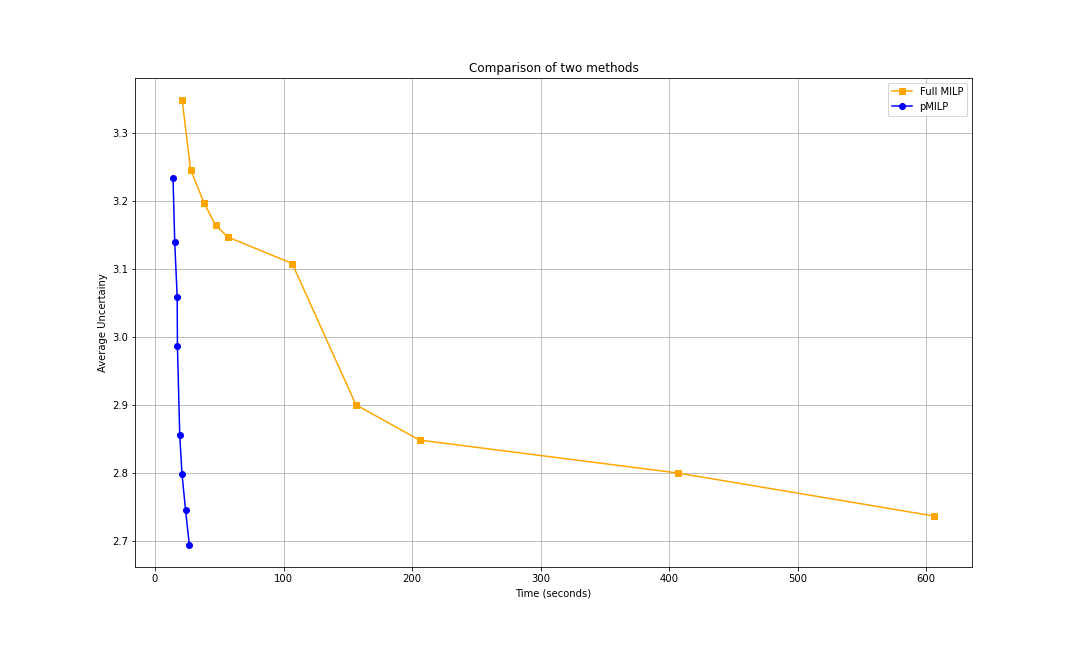 Comparison of two methods
Full MILP
pMILP
3.3
3.2
3.1
3.0
2.9
2.8
2.7
Average Uncertainy
0 100 200 300 400 500 600
Time (seconds)